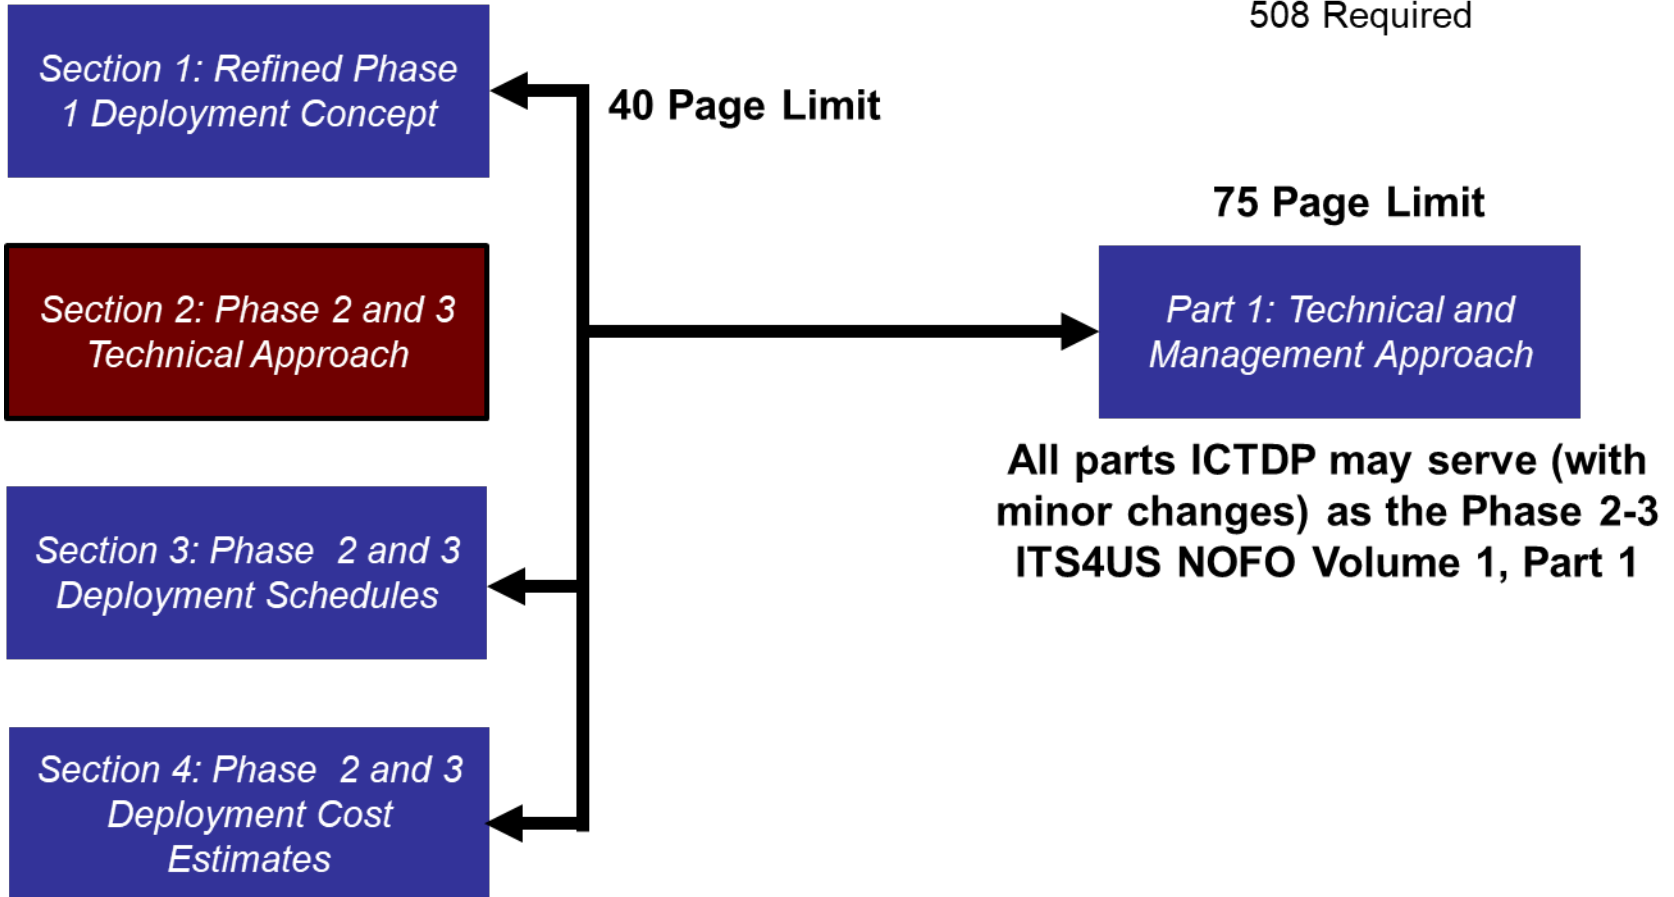 508 Required
Section 1: Refined Phase
1 Deployment Concept
40 Page Limit
75 Page Limit
Section 2: Phase 2 and 3
Technical Approach
Part 1: Technical and
Management Approach
All parts ICTDP may serve (with
minor changes) as the Phase 2-3
ITS4US NOFO Volume 1, Part 1
Section 3: Phase 2 and 3
Deployment Schedules
Section 4: Phase 2 and 3
Deployment Cost
Estimates